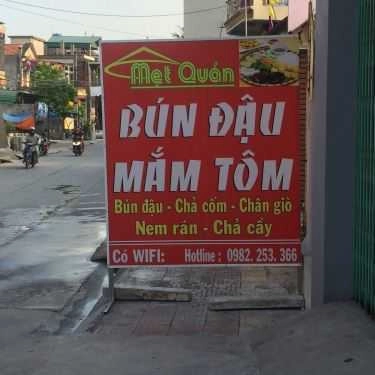 Mẹt Quán
BÚN ĐẬU
MẮM TÔM
Bún đậu - Chả cốm - Chân giò
Nem rán - Chả cầy
Có WIFI: Hotline : 0982. 253. 366